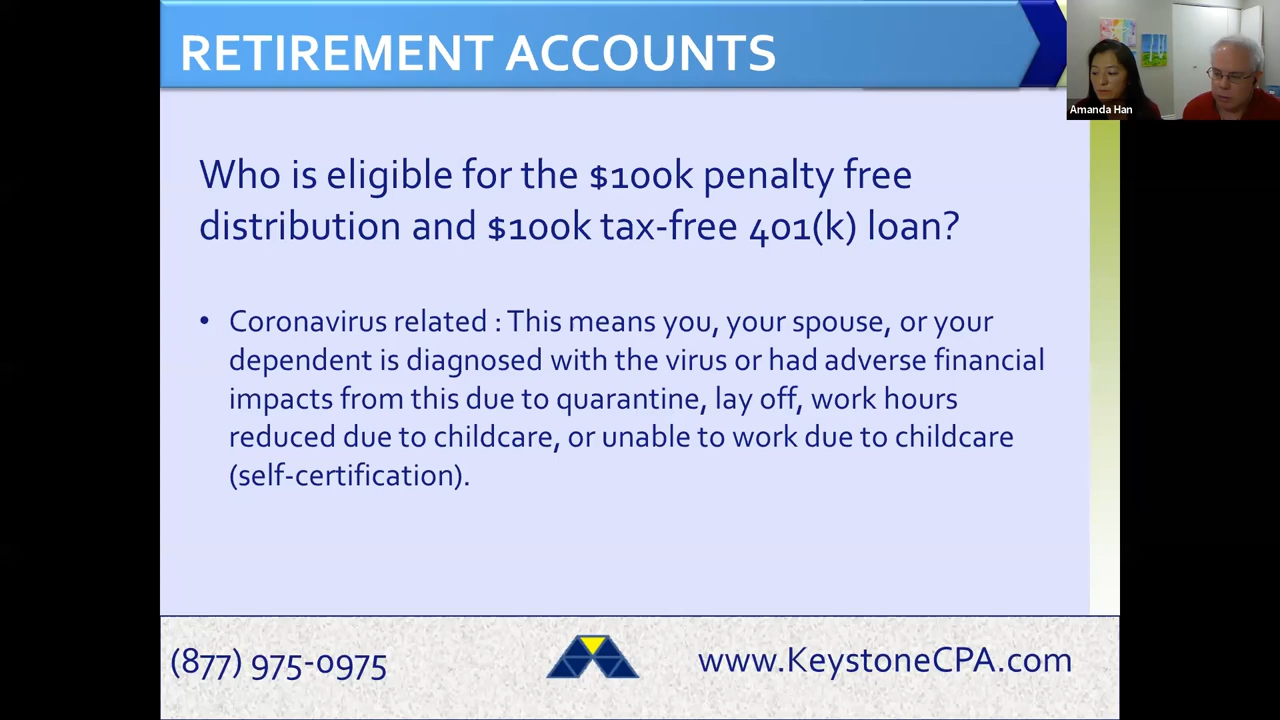 RETIREMENT ACCOUNTS
Amanda Han
Who is eligible for the $100k penalty free
distribution and $100k tax-free 401(k) loan?
• Coronavirus related : This means you, your spouse, or your
dependent is diagnosed with the virus or had adverse financial
impacts from this due to quarantine, lay off, work hours
reduced due to childcare, or unable to work due to childcare
(self-certification).
(877) 975-0975
www.KeystoneCPA.com